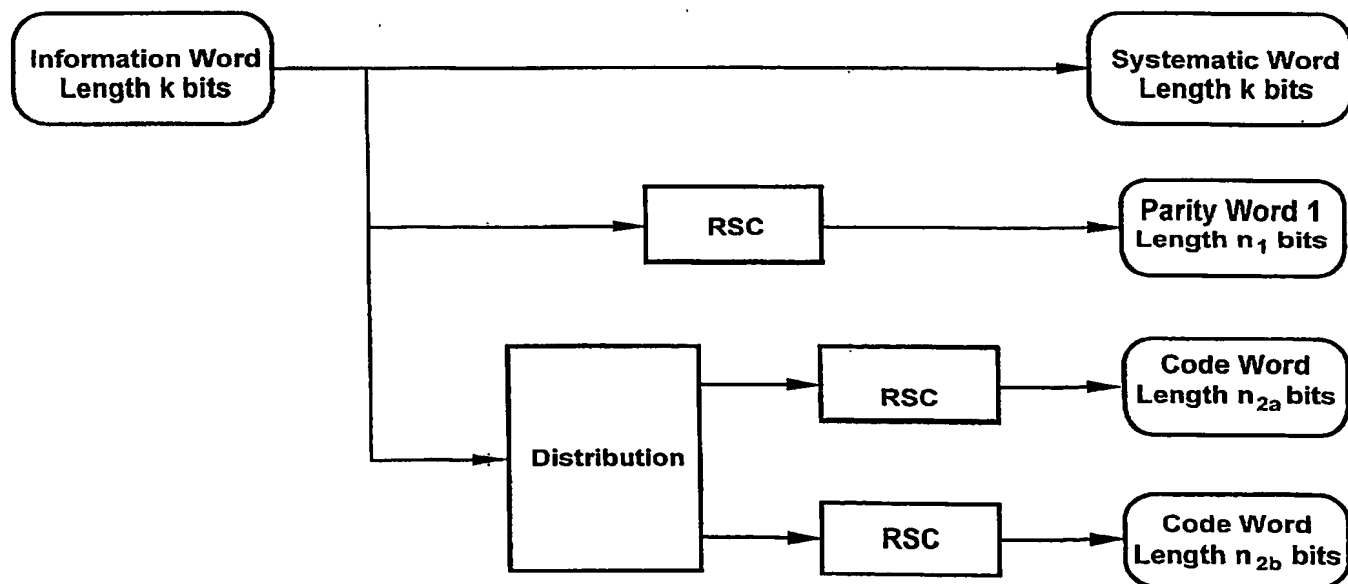 Information Word
Length k bits
Systematic Word
Length k bits
RSC
Parity Word 1
Length n₁ bits
Distribution
RSC
Code Word
Length n₂ₐ bits
RSC
Code Word
Length n₂b bits